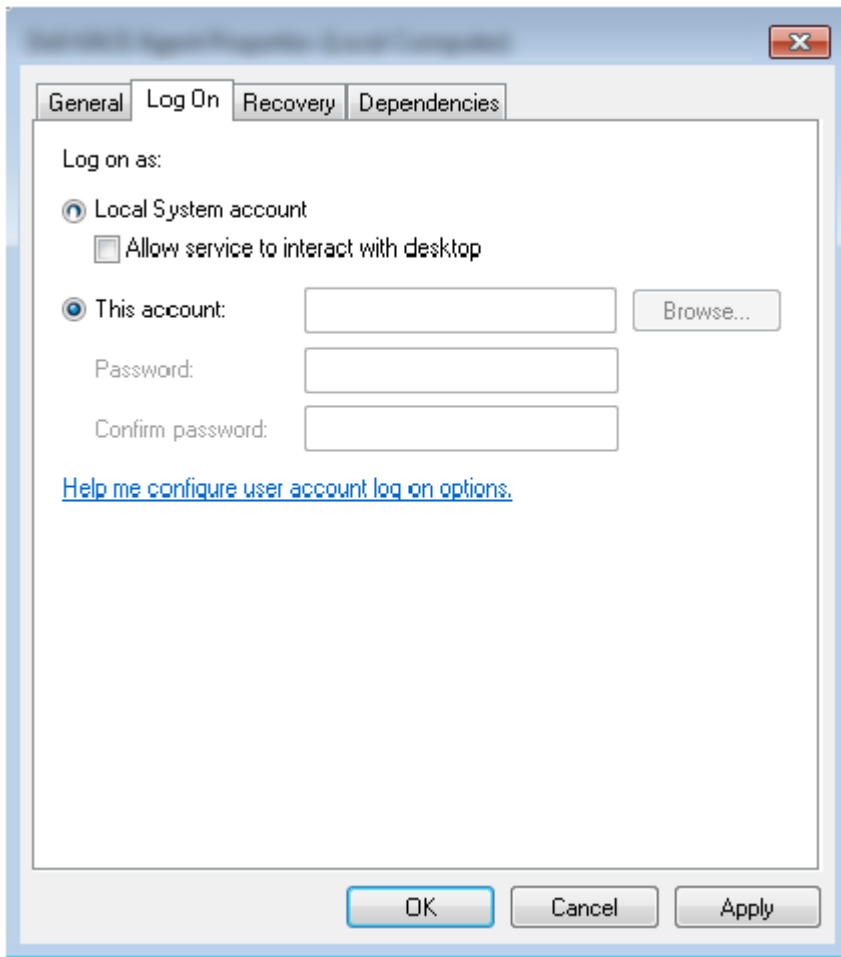 General Log On Recovery Dependencies
Log on as:
Local System account
Allow service to interact with desktop
This account:
Browse...
Password:
Confirm password:
Help me configure user account log on options.
OK Cancel Apply